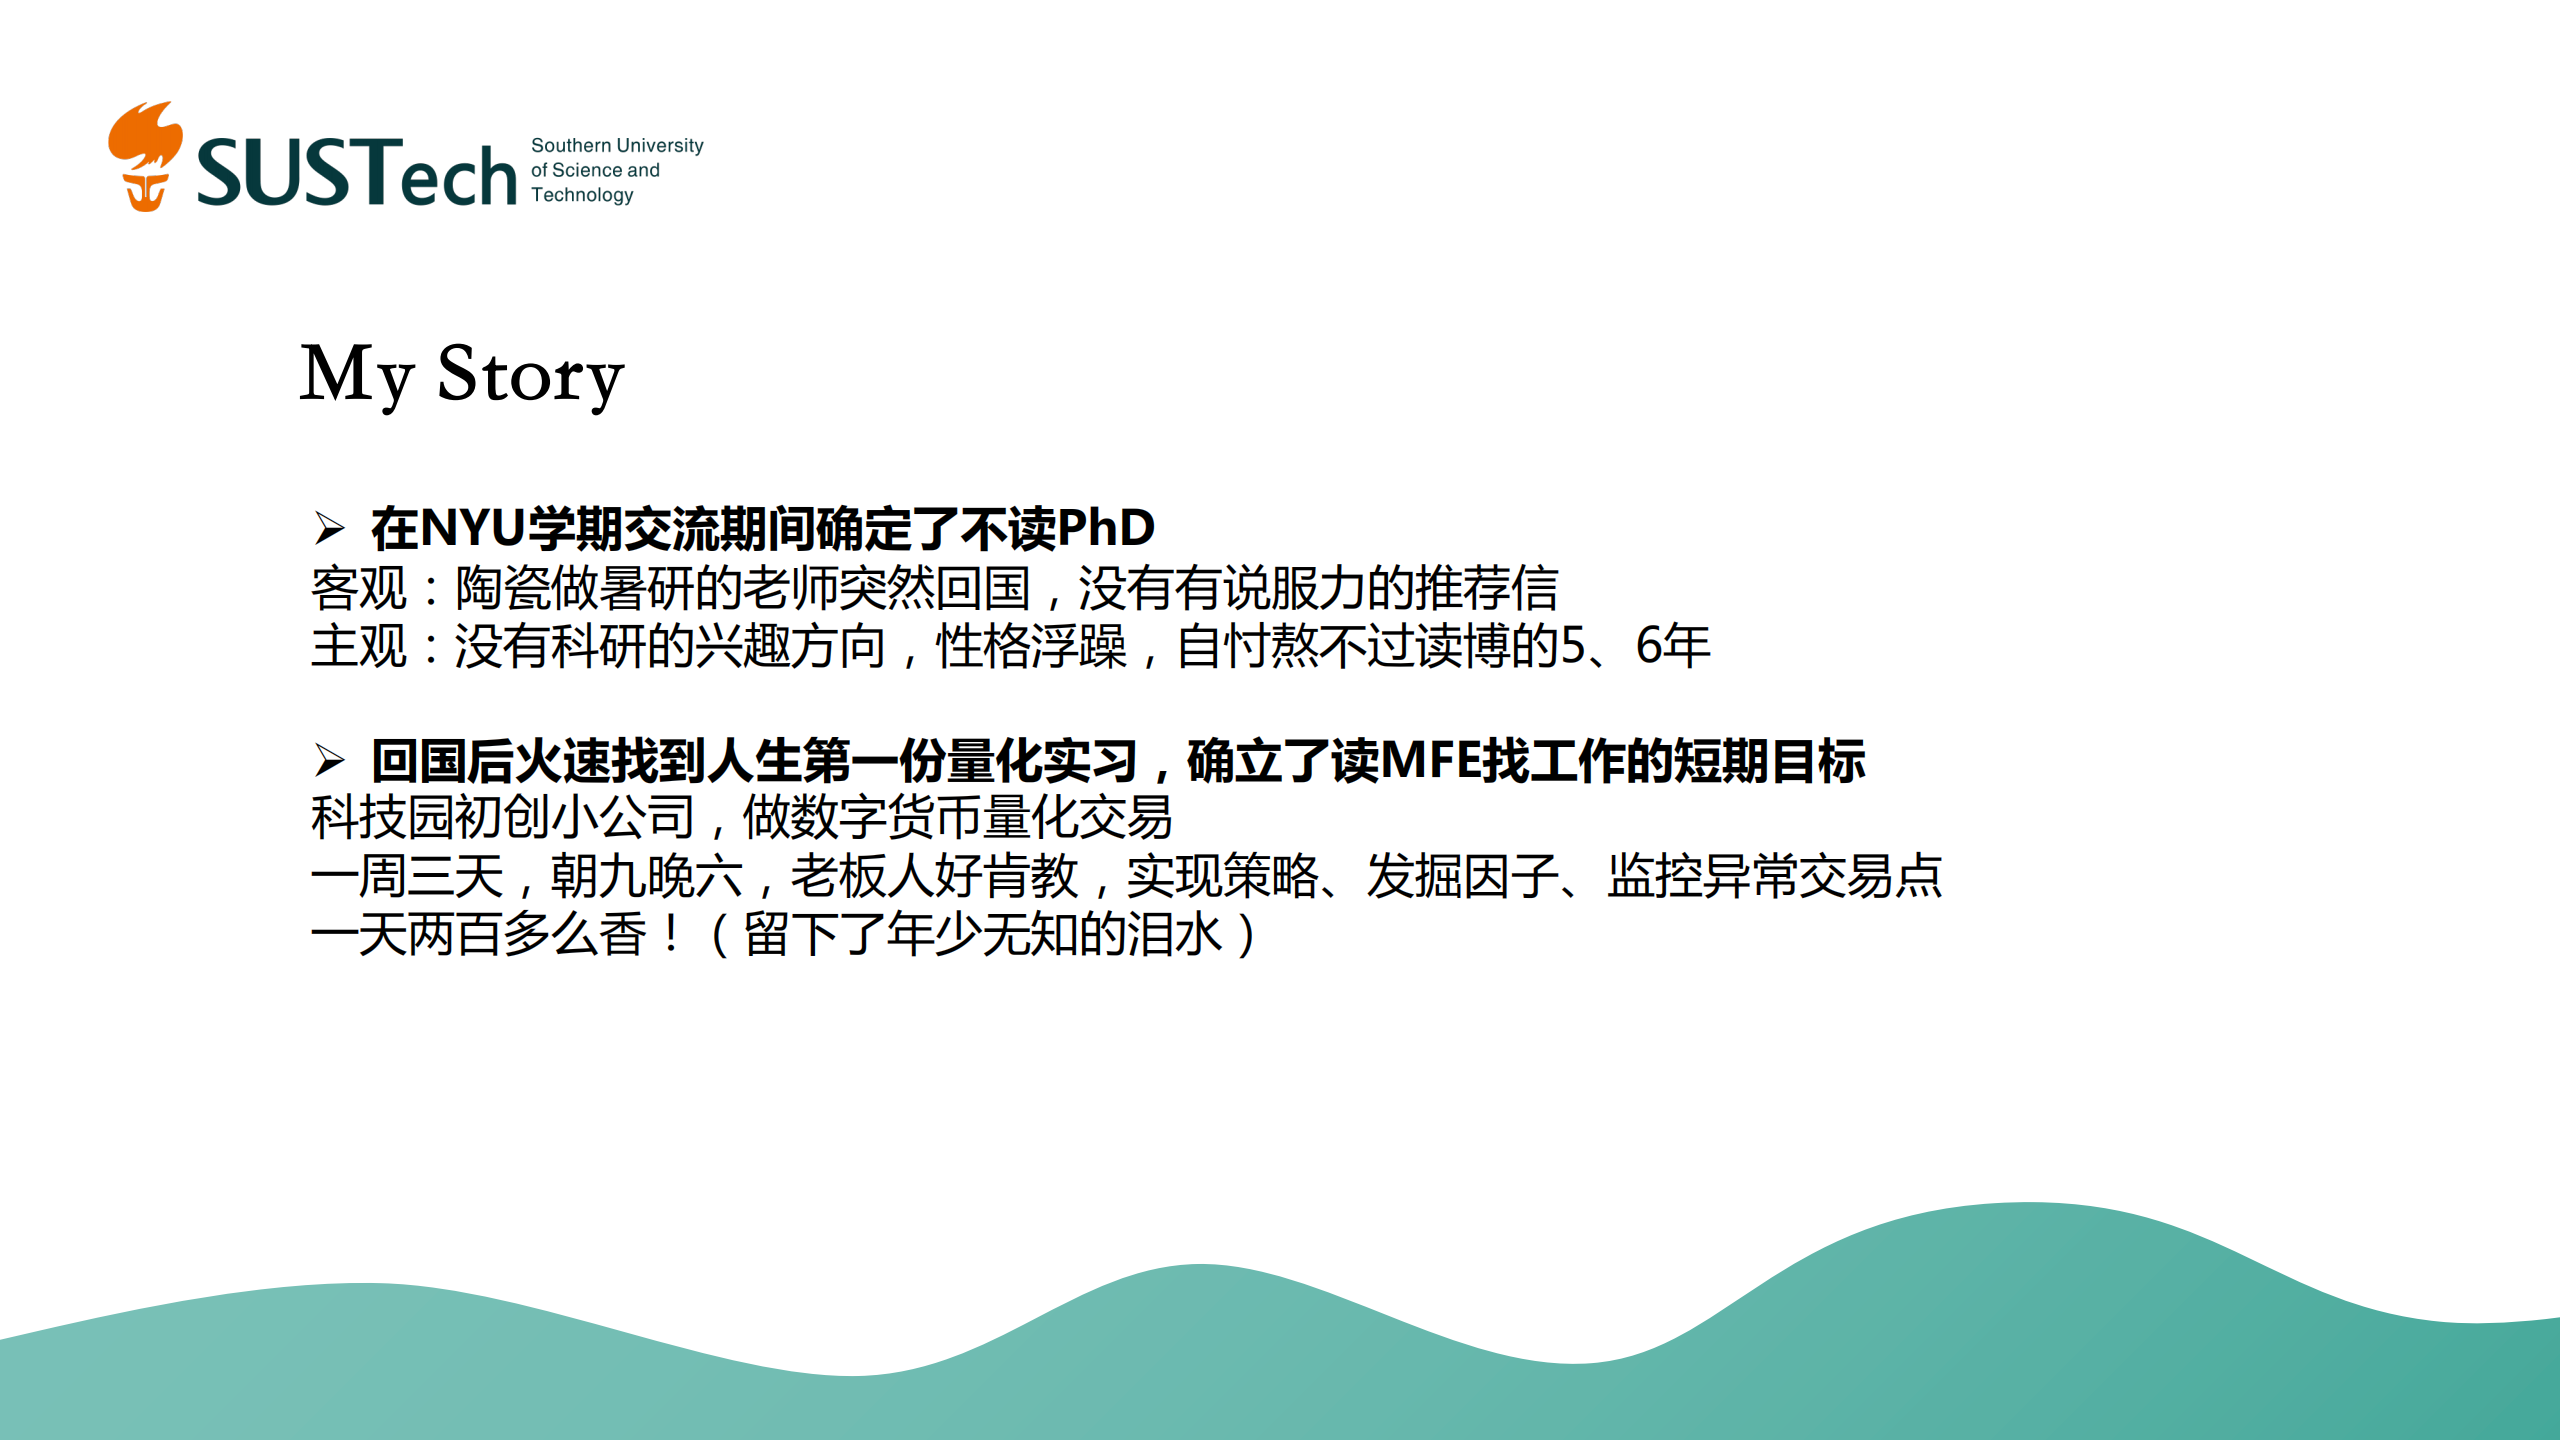 SUSTech
Southern University
of Science and
Technology
My Story
➢ 在NYU学期交流期间确定了不读PhD
客观：陶瓷做暑研的老师突然回国，没有有说服力的推荐信
主观：没有科研的兴趣方向，性格浮躁，自忖熬不过读博的5、6年
➢ 回国后火速找到人生第一份量化实习，确立了读MFE找工作的短期目标
科技园初创小公司，做数字货币量化交易
一周三天，朝九晚六，老板人好肯教，实现策略、发掘因子、监控异常交易点
一天两百多么香！（留下了年少无知的泪水）